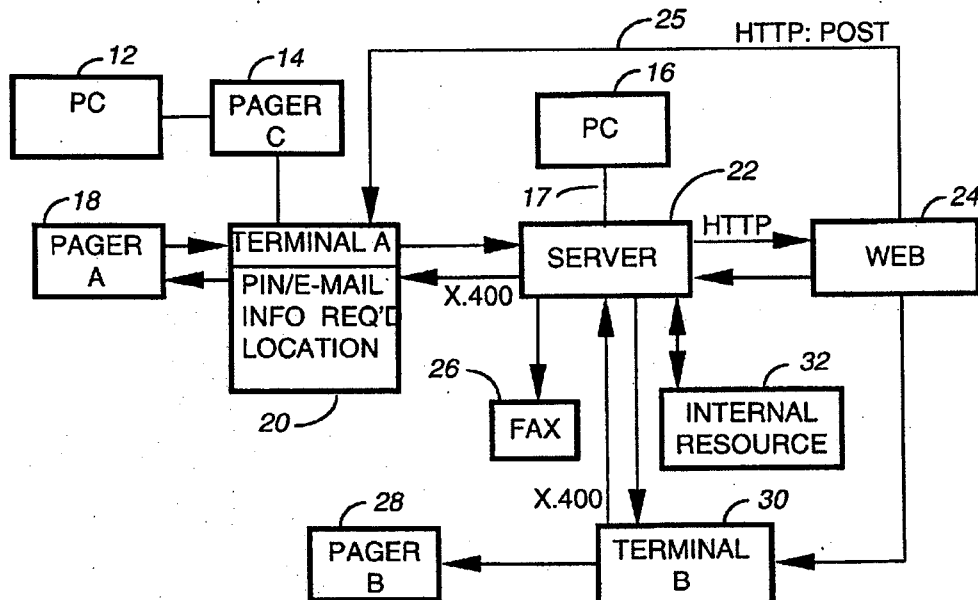 25
HTTP: POST
12
PC
14
PAGER
C
16
PC
17
18
PAGER
A
TERMINAL A
PIN/E-MAIL
INFO REQ'D
LOCATION
20
22
SERVER
HTTP
24
WEB
X.400
26
FAX
32
INTERNAL
RESOURCE
X.400
28
PAGER
B
30
TERMINAL
B